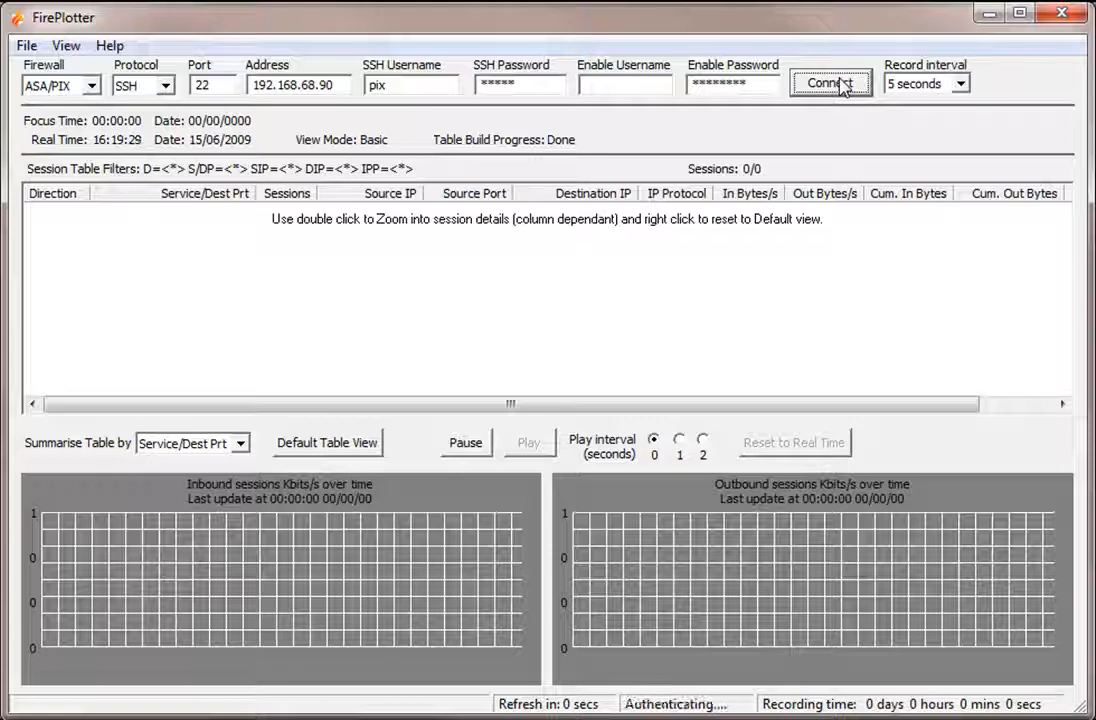 FirePlotter
File View Help
Firewall Protocol Port Address SSH Username SSH Password Enable Username Enable Password Record interval
ASA/PIX SSH 22 192.168.68.90 pix ***** ******** Connect 5 seconds
Focus Time: 00:00:00 Date: 00/00/0000
Real Time: 16:19:29 Date: 15/06/2009 View Mode: Basic Table Build Progress: Done
Session Table Filters: D=<*> S/DP=<*> SIP=<*> DIP=<*> IPP=<*> Sessions: 0/0
Direction Service/Dest Prt Sessions Source IP Source Port Destination IP IP Protocol In Bytes/s Out Bytes/s Cum. In Bytes Cum. Out Bytes
Use double click to Zoom into session details (column dependant) and right click to reset to Default view.
Summarise Table by Service/Dest Prt Default Table View Pause Play Play interval Reset to Real Time
(seconds) 0 1 2
Inbound sessions Kbits/s over time
Last update at 00:00:00 00/00/00
1
0
0
0
Outbound sessions Kbits/s over time
Last update at 00:00:00 00/00/00
1
0
0
0
Refresh in: 0 secs Authenticating.... Recording time: 0 days 0 hours 0 mins 0 secs